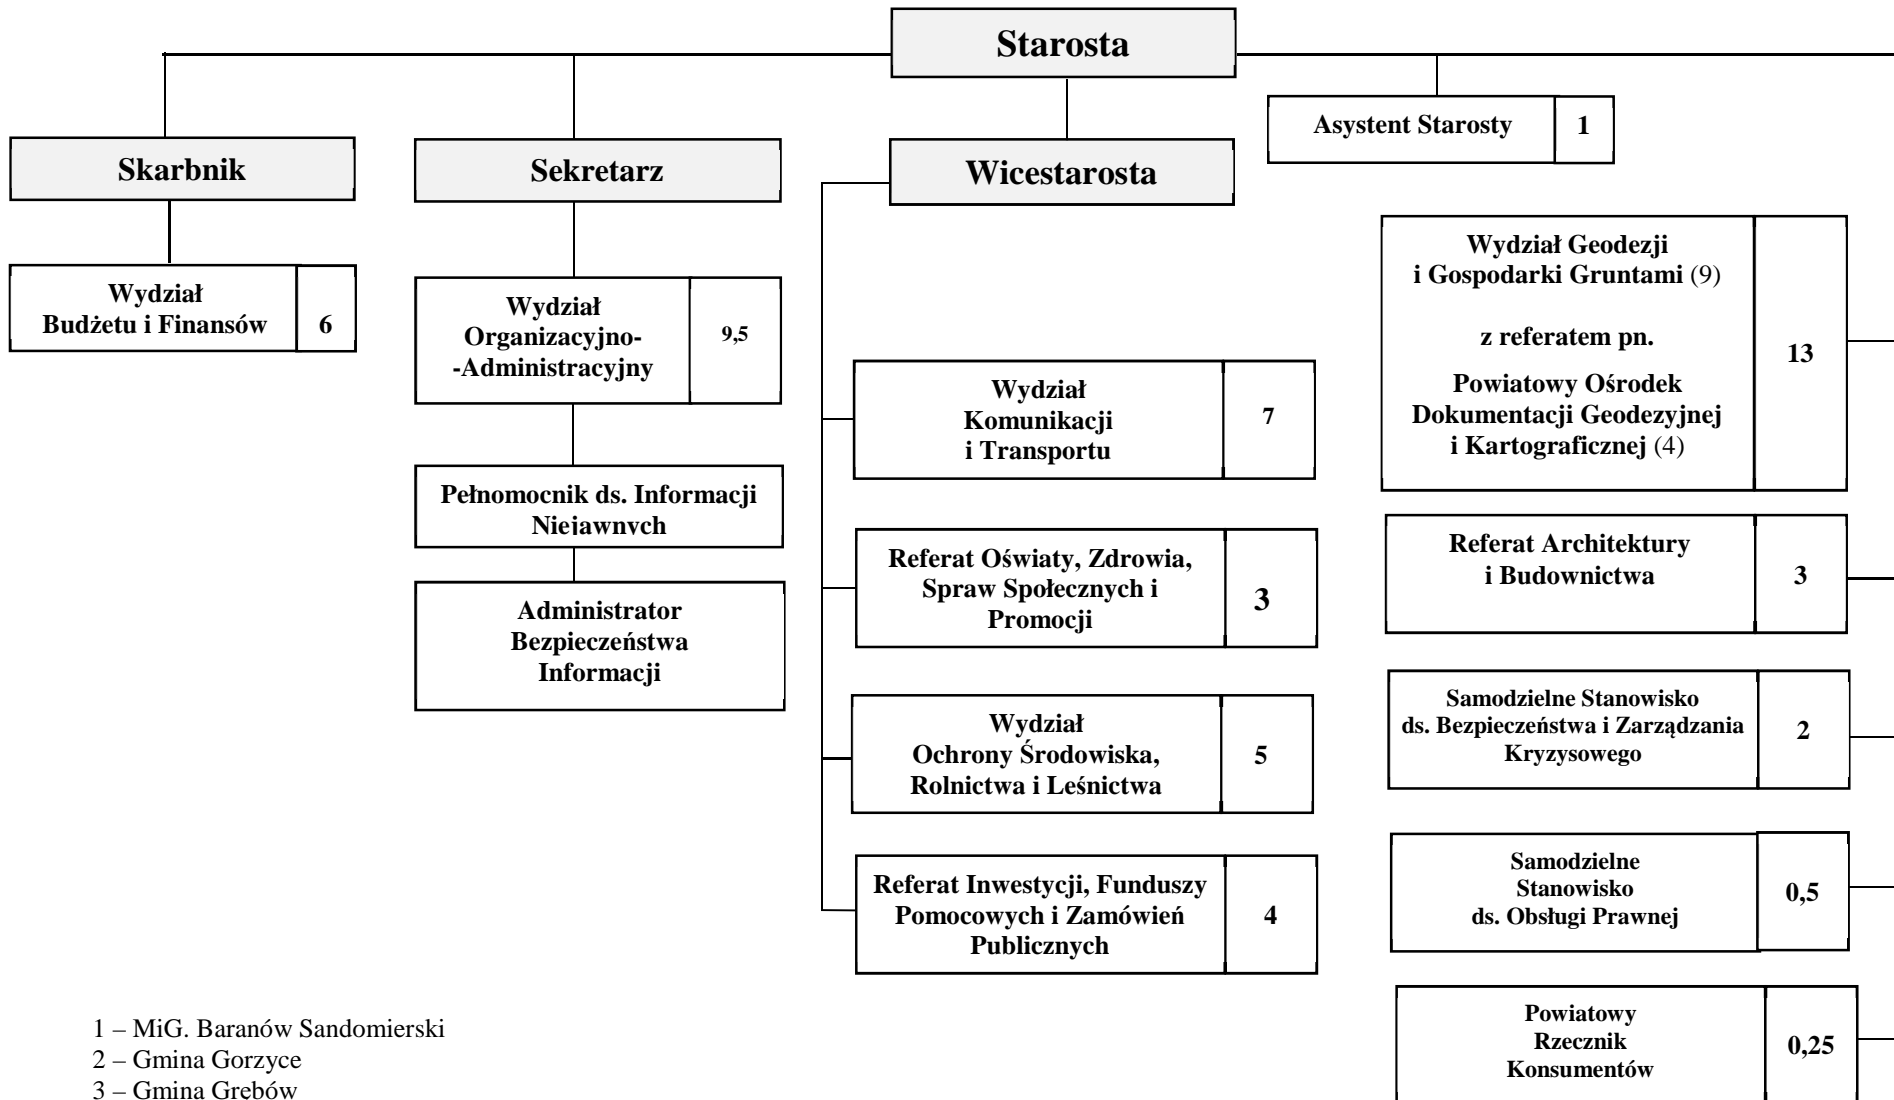 Starosta
Asystent Starosty 1
Skarbnik
Sekretarz
Wicestarosta
Wydział
Budżetu i Finansów 6
Wydział
Organizacyjno-
-Administracyjny
9,5
Pełnomocnik ds. Informacji
Niejawnych
Administrator
Bezpieczeństwa
Informacji
Wydział
Komunikacji
i Transportu
7
Referat Oświaty, Zdrowia,
Spraw Społecznych i
Promocji
3
Wydział
Ochrony Środowiska,
Rolnictwa i Leśnictwa
5
Referat Inwestycji, Funduszy
Pomocowych i Zamówień
Publicznych
4
Wydział Geodezji
i Gospodarki Gruntami (9)
z referatem pn.
Powiatowy Ośrodek
Dokumentacji Geodezyjnej
i Kartograficznej (4)
13
Referat Architektury
i Budownictwa
3
Samodzielne Stanowisko
ds. Bezpieczeństwa i Zarządzania
Kryzysowego
2
Samodzielne
Stanowisko
ds. Obsługi Prawnej
0,5
Powiatowy
Rzecznik
Konsumentów
0,25
1 – MiG. Baranów Sandomierski
2 – Gmina Gorzyce
3 – Gmina Grębów